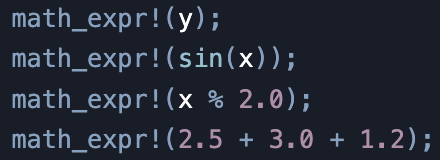 math_expr!(y);
math_expr!(sin(x));
math_expr!(x % 2.0);
math_expr!(2.5 + 3.0 + 1.2);